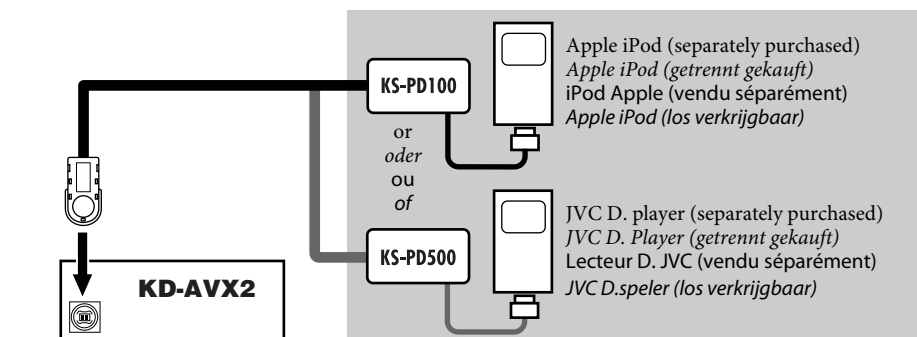 KS-PD100
Apple iPod (separately purchased)
Apple iPod (getrennt gekauft)
iPod Apple (vendu séparément)
Apple iPod (los verkrijgbaar)
or
oder
ou
of
KS-PD500
JVC D. player (separately purchased)
JVC D. Player (getrennt gekauft)
Lecteur D. JVC (vendu séparément)
JVC D.speler (los verkrijgbaar)
KD-AVX2